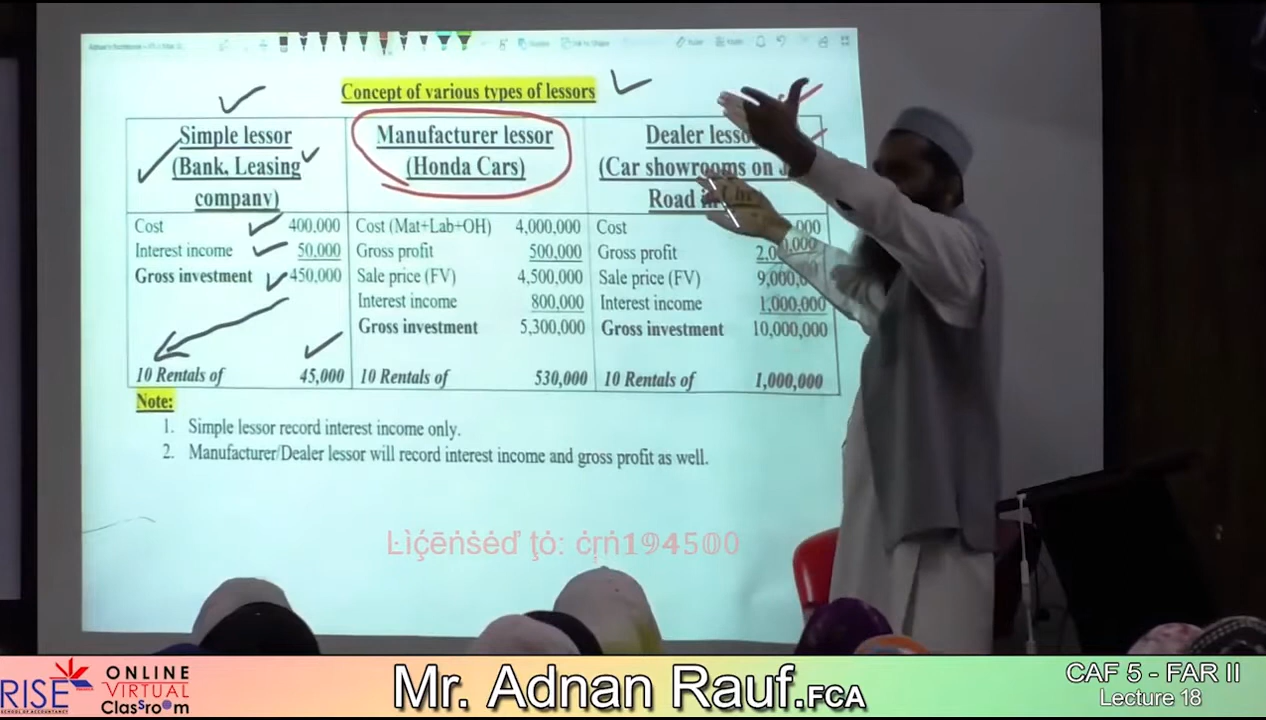 Concept of various types of lessors
Simple lessor
(Bank, Leasing
company)
Manufacturer lessor
(Honda Cars)
Dealer
(Car showrooms on
Road
Cost 400,000
Interest income 50,000
Gross investment 450,000
10 Rentals of 45,000
Cost (Mat+Lab+OH) 4,000,000
Gross profit 500,000
Sale price (FV) 4,500,000
Interest income 800,000
Gross investment 5,300,000
10 Rentals of 530,000
Cost
Gross profit
Sale price (FV)
Interest income 1,000,000
Gross investment 10,000,000
10 Rentals of 1,000,000
Note:
1. Simple lessor record interest income only.
2. Manufacturer/Dealer lessor will record interest income and gross profit as well.
RISE
ONLINE
VIRTUAL
Classroom
Mr. Adnan Rauf.FCA
CAF 5 - FAR II
Lecture 18